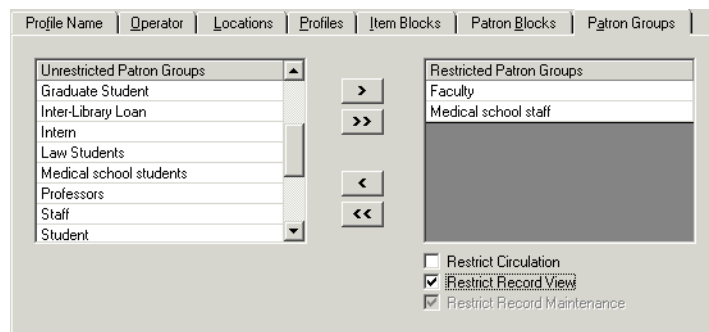 Profile Name Operator Locations Profiles Item Blocks Patron Blocks Patron Groups
Unrestricted Patron Groups
Graduate Student
Inter-Library Loan
Intern
Law Students
Medical school students
Professors
Staff
Student
>
>>
<
<<
Restricted Patron Groups
Faculty
Medical school staff
Restrict Circulation
Restrict Record View
Restrict Record Maintenance